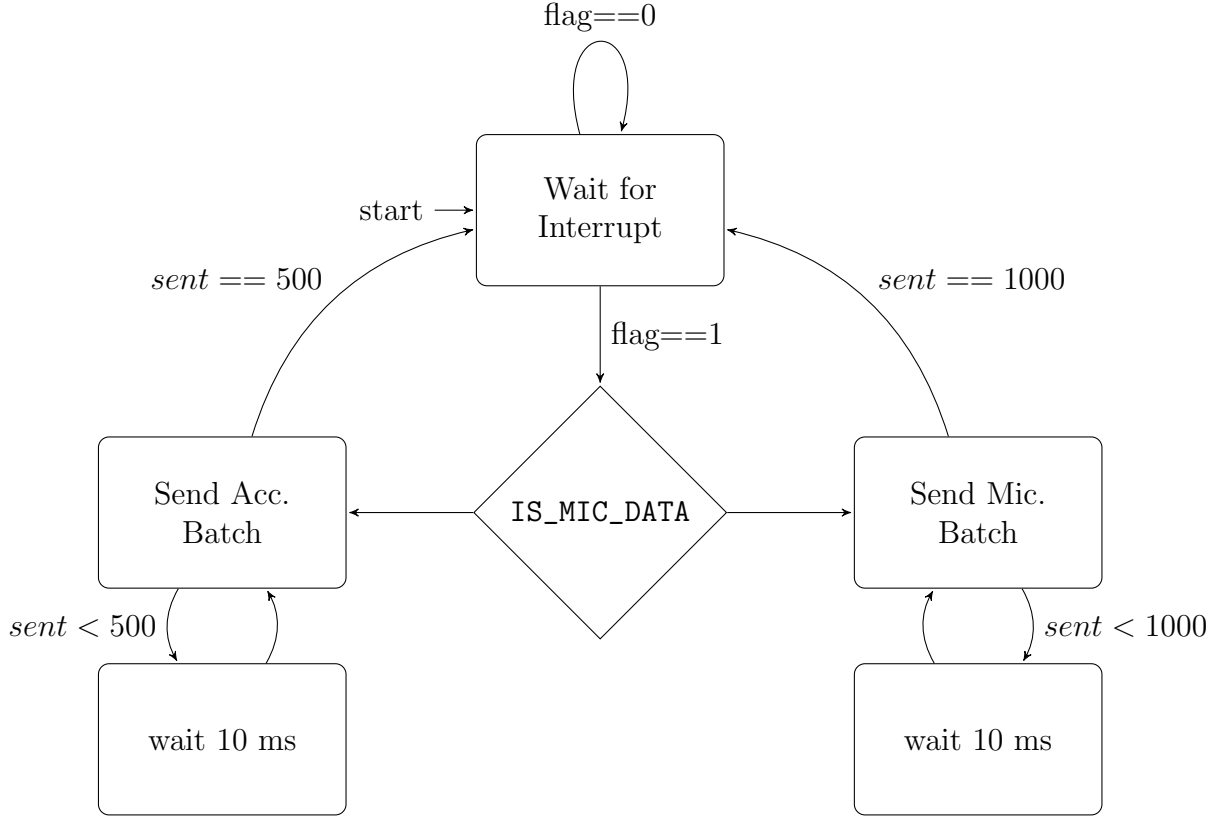 flag==0
Wait for
Interrupt
start
sent == 500
sent == 1000
flag==1
Send Acc.
Batch
IS_MIC_DATA
Send Mic.
Batch
sent < 500
sent < 1000
wait 10 ms
wait 10 ms